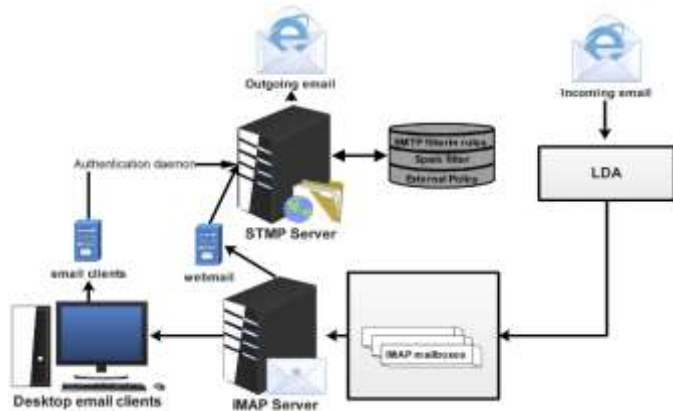 Outgoing email
Incoming email
SMTP filterin rules
Spam filter
External Policy
Authentication daemon
LDA
STMP Server
email clients
webmail
IMAP mailboxes
Desktop email clients
IMAP Server